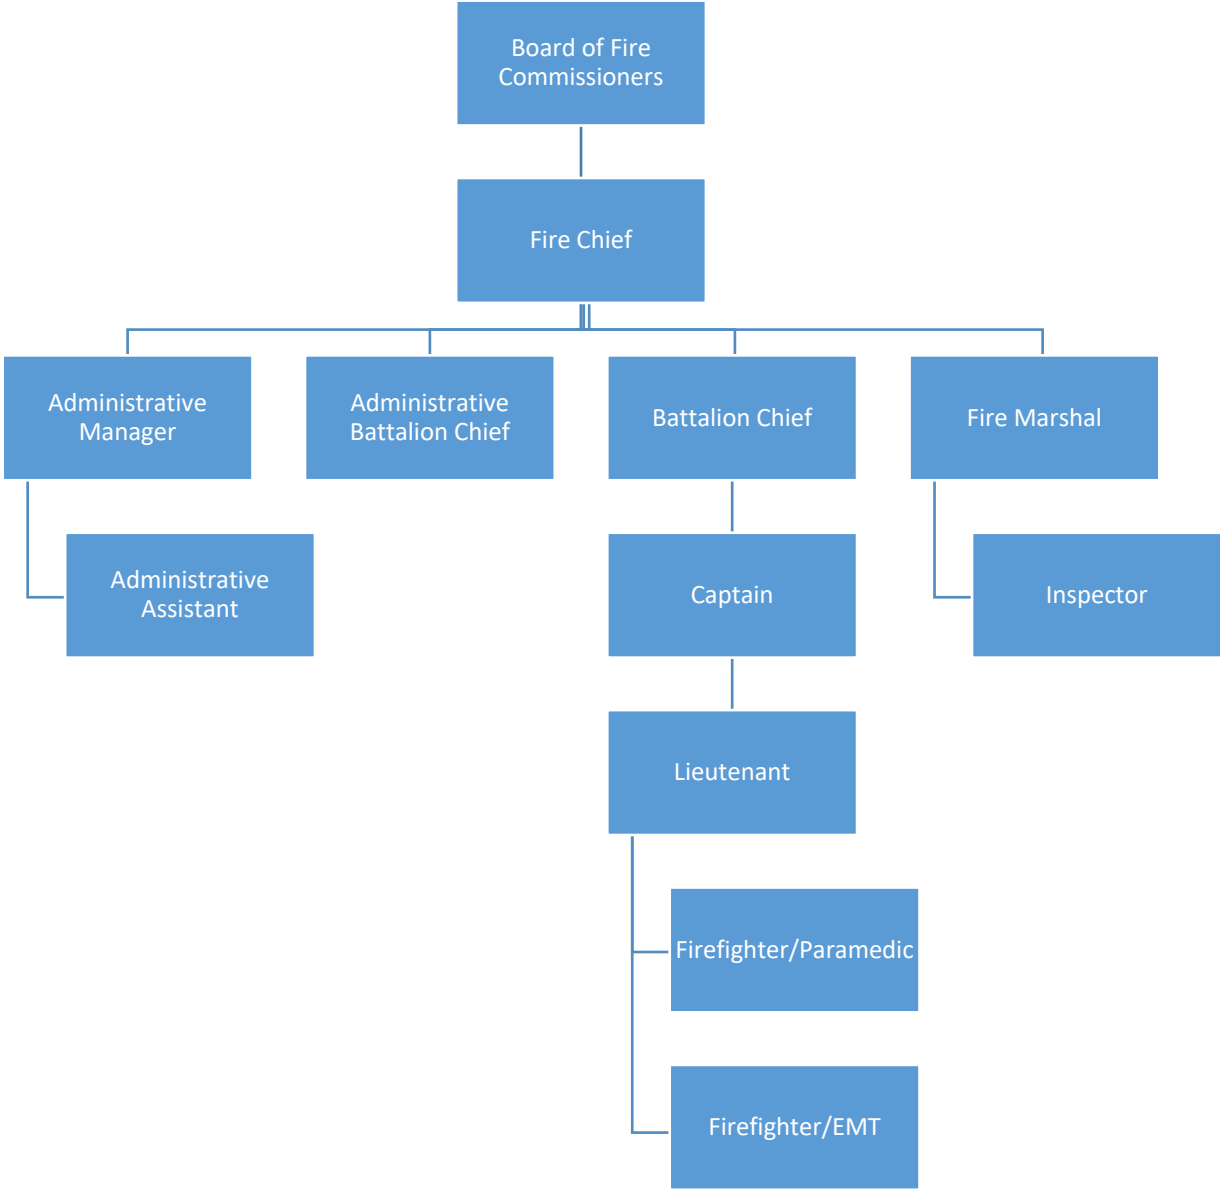 Board of Fire
Commissioners
Fire Chief
Administrative
Manager
Administrative
Battalion Chief
Battalion Chief
Fire Marshal
Administrative
Assistant
Captain
Inspector
Lieutenant
Firefighter/Paramedic
Firefighter/EMT